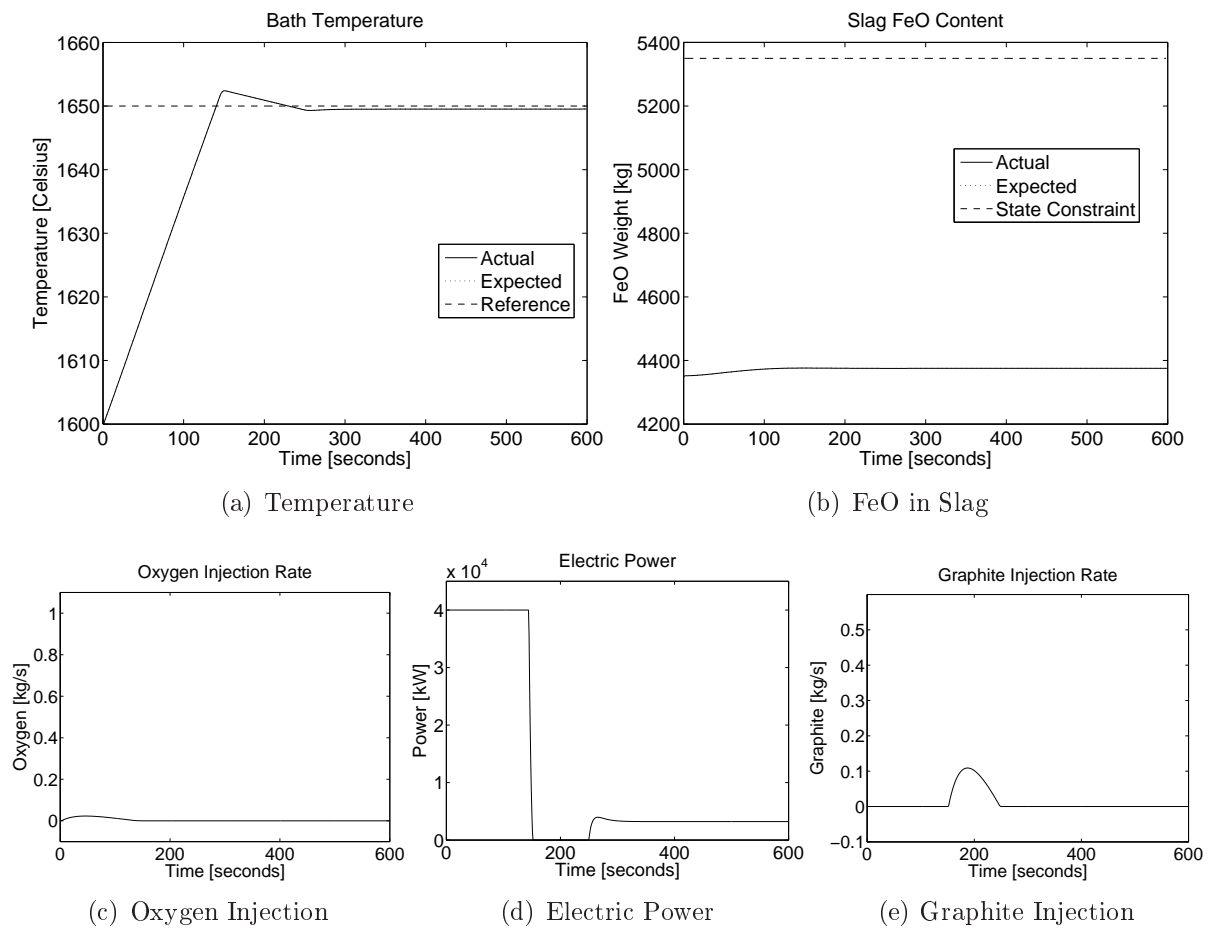 Bath Temperature
1660
1650
1640
1630
1620
1610
1600
Temperature [Celsius]
Actual
Expected
Reference
0 100 200 300 400 500 600
Time [seconds]
(a) Temperature
Slag FeO Content
5400
5200
5000
4800
4600
4400
4200
FeO Weight [kg]
Actual
Expected
State Constraint
0 100 200 300 400 500 600
Time [seconds]
(b) FeO in Slag
Oxygen Injection Rate
1
0.8
0.6
0.4
0.2
0
Oxygen [kg/s]
0 200 400 600
Time [seconds]
(c) Oxygen Injection
Electric Power
x 10^4
4
3
2
1
0
Power [kW]
0 200 400 600
Time [seconds]
(d) Electric Power
Graphite Injection Rate
0.5
0.4
0.3
0.2
0.1
0
−0.1
Graphite [kg/s]
0 200 400 600
Time [seconds]
(e) Graphite Injection